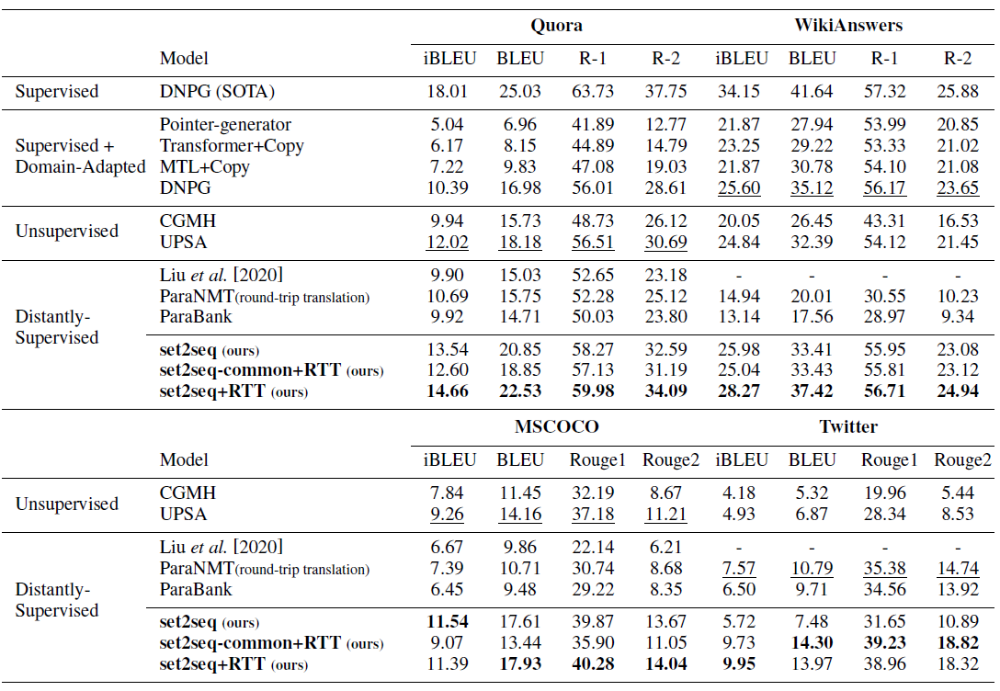 Quora WikiAnswers
Model iBLEU BLEU R-1 R-2 iBLEU BLEU R-1 R-2
Supervised DNPG (SOTA) 18.01 25.03 63.73 37.75 34.15 41.64 57.32 25.88
Pointer-generator 5.04 6.96 41.89 12.77 21.87 27.94 53.99 20.85
Supervised + Transformer+Copy 6.17 8.15 44.89 14.79 23.25 29.22 53.33 21.02
Domain-Adapted MTL+Copy 7.22 9.83 47.08 19.03 21.87 30.78 54.10 21.08
DNPG 10.39 16.98 56.01 28.61 25.60 35.12 56.17 23.65
Unsupervised CGMH 9.94 15.73 48.73 26.12 20.05 26.45 43.31 16.53
UPSA 12.02 18.18 56.51 30.69 24.84 32.39 54.12 21.45
Liu et al. [2020] 9.90 15.03 52.65 23.18 - - - -
ParaNMT(round-trip translation) 10.69 15.75 52.28 25.12 14.94 20.01 30.55 10.23
Distantly- ParaBank 9.92 14.71 50.03 23.80 13.14 17.56 28.97 9.34
Supervised
set2seq (ours) 13.54 20.85 58.27 32.59 25.98 33.41 55.95 23.08
set2seq-common+RTT (ours) 12.60 18.85 57.13 31.19 25.04 33.43 55.81 23.12
set2seq+RTT (ours) 14.66 22.53 59.98 34.09 28.27 37.42 56.71 24.94
MSCOCO Twitter
Model iBLEU BLEU Rouge1 Rouge2 iBLEU BLEU Rouge1 Rouge2
Unsupervised CGMH 7.84 11.45 32.19 8.67 4.18 5.32 19.96 5.44
UPSA 9.26 14.16 37.18 11.21 4.93 6.87 28.34 8.53
Liu et al. [2020] 6.67 9.86 22.14 6.21 - - - -
ParaNMT(round-trip translation) 7.39 10.71 30.74 8.68 7.57 10.79 35.38 14.74
Distantly- ParaBank 6.45 9.48 29.22 8.35 6.50 9.71 34.56 13.92
Supervised
set2seq (ours) 11.54 17.61 39.87 13.67 5.72 7.48 31.65 10.89
set2seq-common+RTT (ours) 9.07 13.44 35.90 11.05 9.73 14.30 39.23 18.82
set2seq+RTT (ours) 11.39 17.93 40.28 14.04 9.95 13.97 38.96 18.32